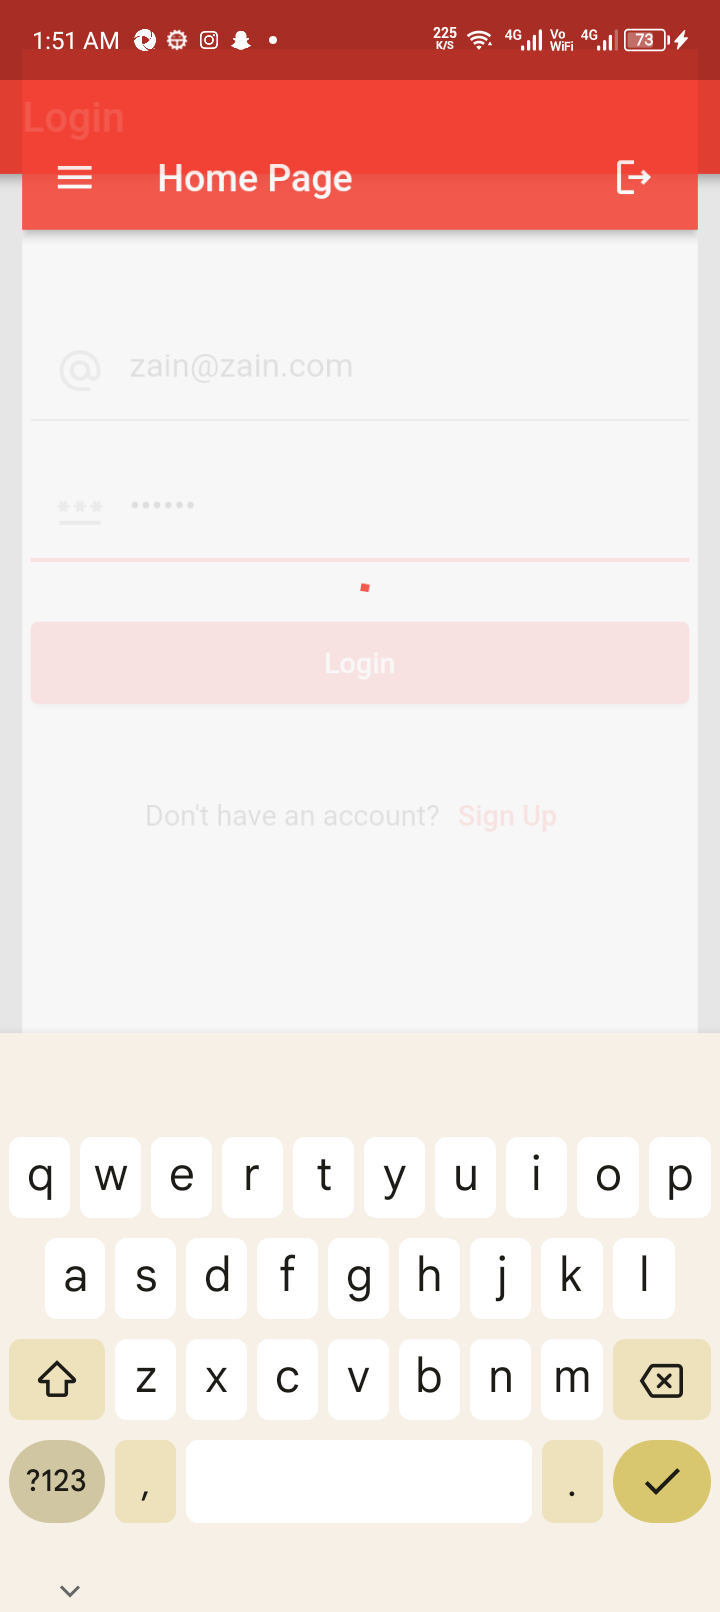 1:51 AM 225 K/S 4G Vo WiFi 4G 73
Login
Home Page
zain@zain.com
***
••••••
Login
Don't have an account? Sign Up
q w e r t y u i o p
a s d f g h j k l
z x c v b n m
?123 , .